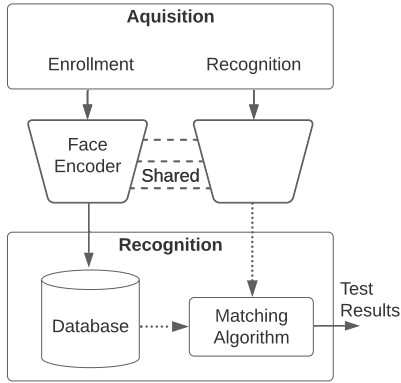 Aquisition
Enrollment Recognition
Face
Encoder
Shared
Recognition
Database
Matching
Algorithm
Test
Results